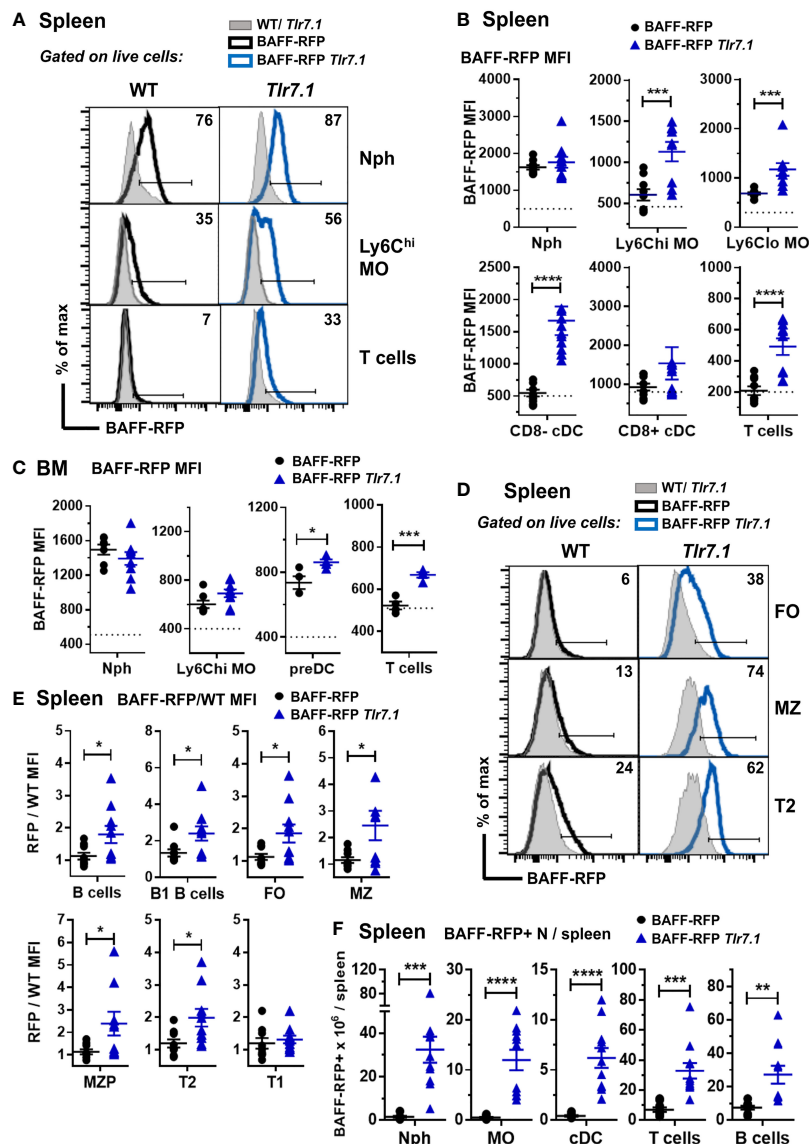 A Spleen
Gated on live cells:
WT/ Tlr7.1
BAFF-RFP
BAFF-RFP Tlr7.1
WT
Tlr7.1
76
87
Nph
35
56
Ly6Chi
MO
7
33
T cells
% of max
BAFF-RFP
B Spleen
BAFF-RFP
BAFF-RFP Tlr7.1
BAFF-RFP MFI
BAFF-RFP MFI
4000
3000
2000
1000
0
Nph
2000
1500
1000
500
***
Ly6Chi MO
3000
2000
1000
0
***
Ly6Clo MO
BAFF-RFP MFI
2500
2000
1500
1000
500
0
****
CD8- cDC
4000
3000
2000
1000
0
CD8+ cDC
1000
800
600
400
200
0
****
T cells
C BM BAFF-RFP MFI
BAFF-RFP
BAFF-RFP Tlr7.1
BAFF-RFP MFI
1800
1500
1200
900
600
300
Nph
1200
900
600
300
Ly6Chi MO
1200
800
400
*
preDC
1000
800
600
400
***
T cells
D Spleen
Gated on live cells:
WT/ Tlr7.1
BAFF-RFP
BAFF-RFP Tlr7.1
WT
Tlr7.1
6
38
FO
13
74
MZ
24
62
T2
% of max
BAFF-RFP
E Spleen BAFF-RFP/WT MFI
BAFF-RFP
BAFF-RFP Tlr7.1
RFP / WT MFI
5
4
3
2
1
*
B cells
8
6
4
2
0
*
B1 B cells
5
4
3
2
1
*
FO
5
4
3
2
1
*
MZ
RFP / WT MFI
7
6
5
4
3
2
1
*
MZP
5
4
3
2
1
*
T2
5
4
3
2
1
T1
F Spleen BAFF-RFP+ N / spleen
BAFF-RFP
BAFF-RFP Tlr7.1
BAFF-RFP+ x 10⁶ / spleen
120
80
40
20
0
***
Nph
30
20
10
0
****
MO
15
10
5
0
****
cDC
100
80
60
40
20
0
***
T cells
80
60
40
20
0
**
B cells